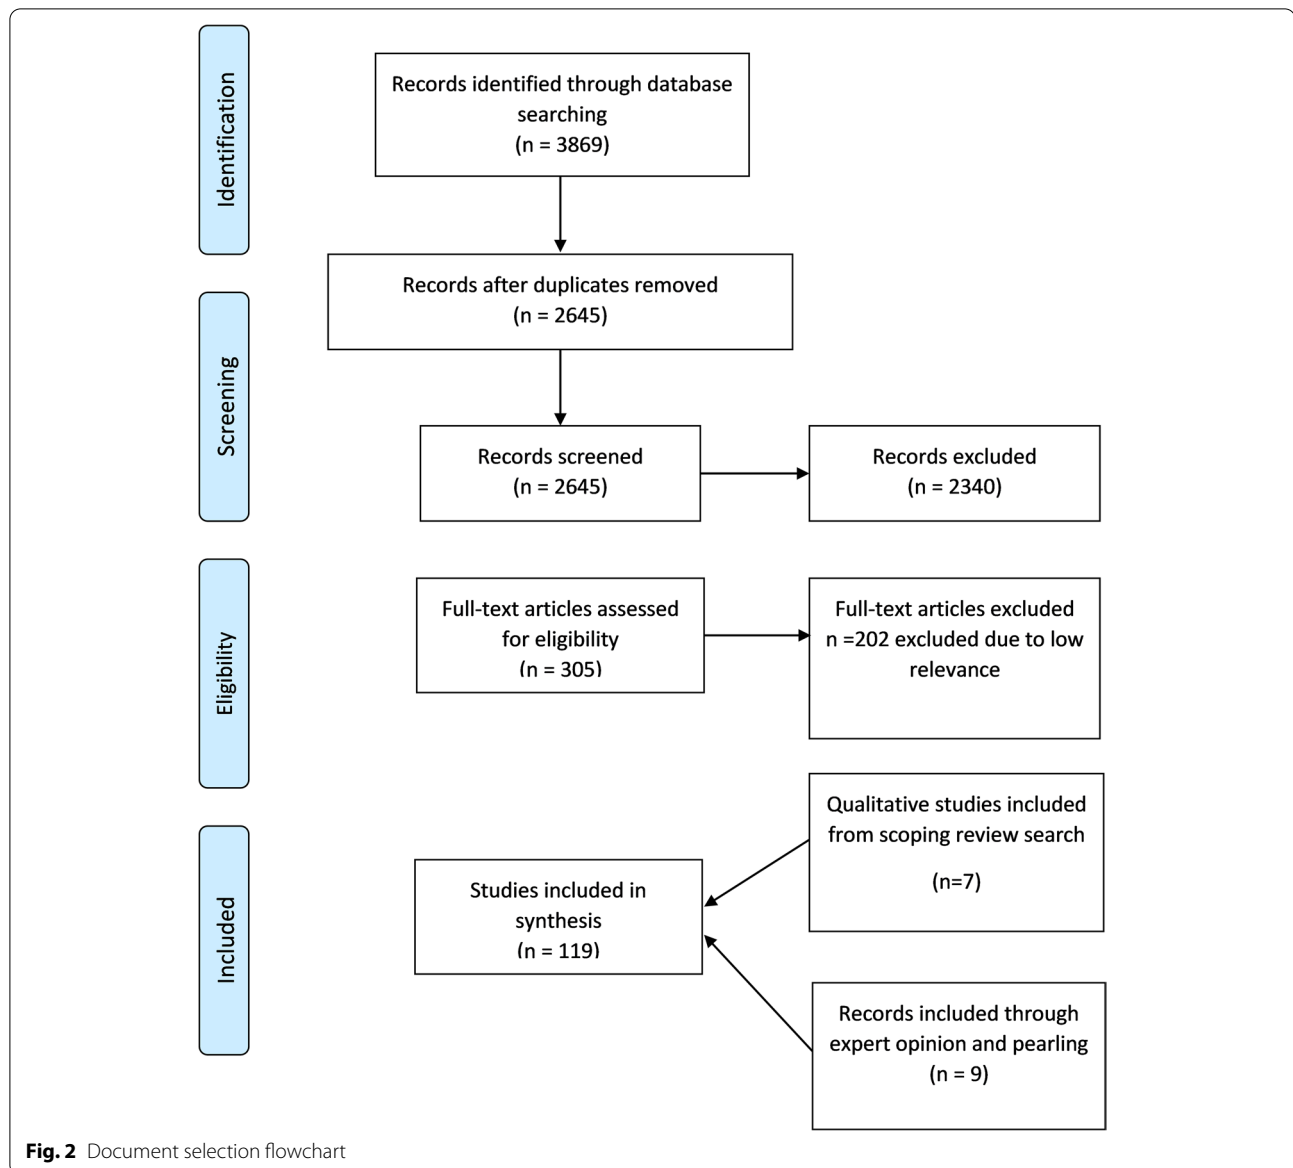 Identification
Records identified through database
searching
(n = 3869)
Records after duplicates removed
(n = 2645)
Screening
Records screened
(n = 2645)
Records excluded
(n = 2340)
Eligibility
Full-text articles assessed
for eligibility
(n = 305)
Full-text articles excluded
n =202 excluded due to low
relevance
Included
Qualitative studies included
from scoping review search
(n=7)
Studies included in
synthesis
(n = 119)
Records included through
expert opinion and pearling
(n = 9)
Fig. 2 Document selection flowchart